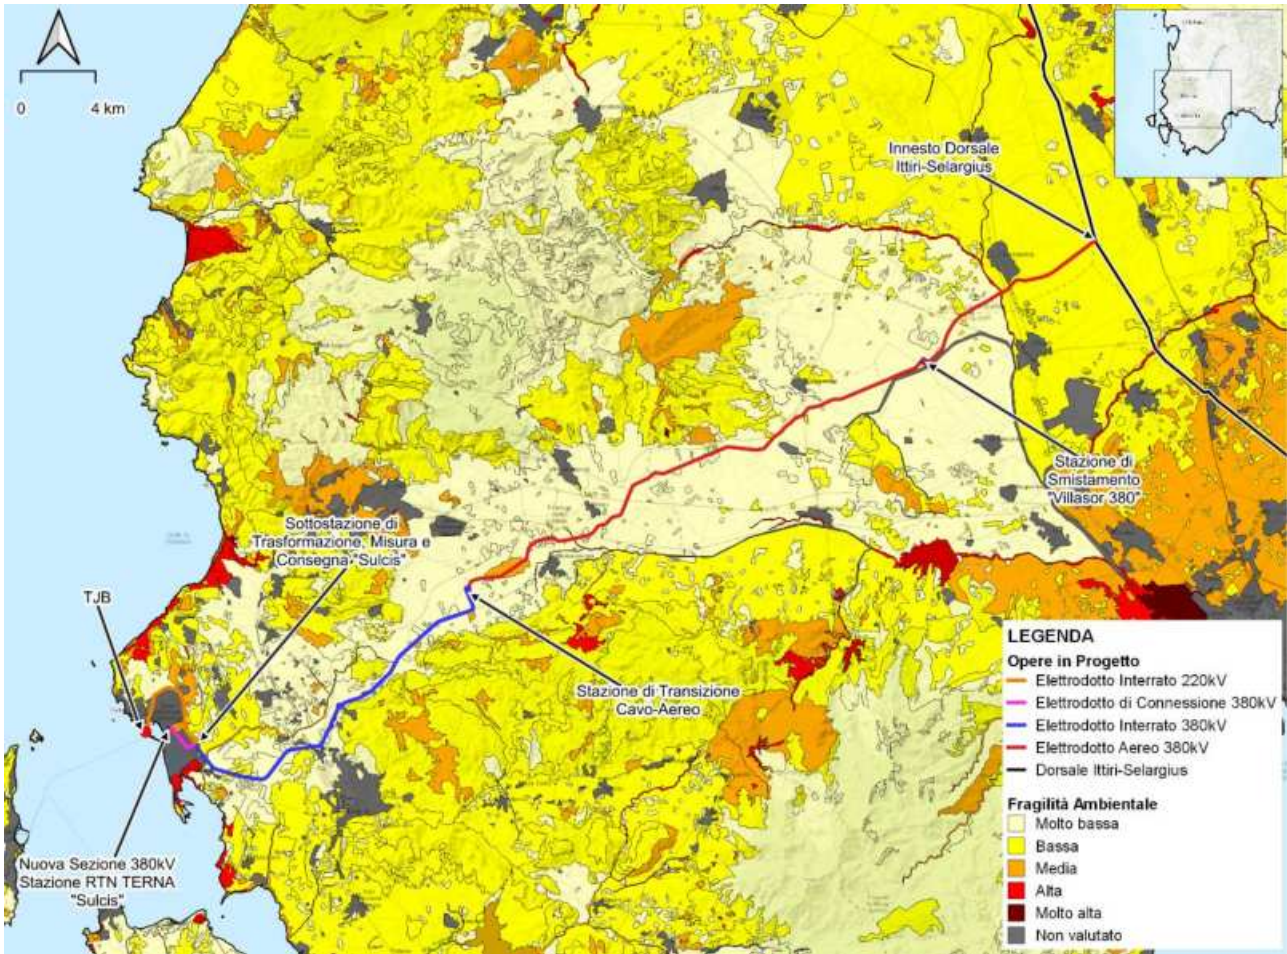 0 4 km
Innesto Dorsale
Ittiri-Selargius
Stazione di
Smistamento
"Villasor 380"
Sottostazione di
Trasformazione, Misura e
Consegna "Sulcis"
TJB
Stazione di Transizione
Cavo-Aereo
Nuova Sezione 380kV
Stazione RTN TERNA
"Sulcis"
LEGENDA
Opere in Progetto
Elettrodotto Interrato 220kV
Elettrodotto di Connessione 380kV
Elettrodotto Interrato 380kV
Elettrodotto Aereo 380kV
Dorsale Ittiri-Selargius
Fragilità Ambientale
Molto bassa
Bassa
Media
Alta
Molto alta
Non valutato